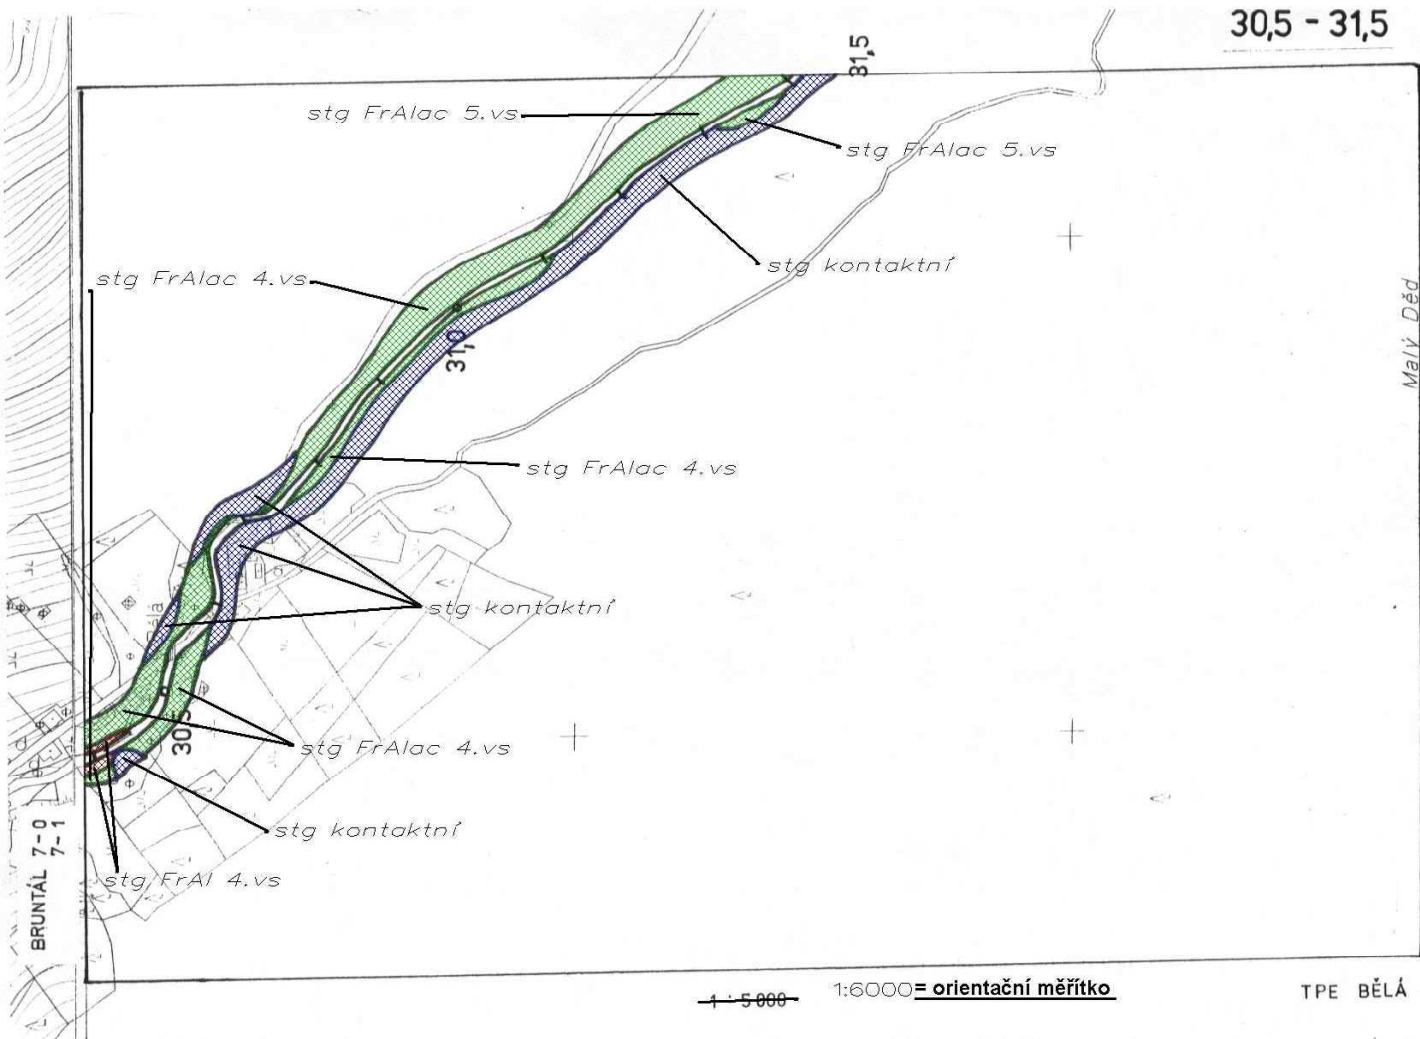 30,5 - 31,5
31,5
stg FrAlac 5.vs
stg FrAlac 5.vs
stg kontaktní
stg FrAlac 4.vs
Malý Děd
31,0
stg FrAlac 4.vs
stg kontaktní
Bělá
30,5
stg FrAlac 4.vs
stg kontaktní
stg FrAl 4.vs
BRUNTÁL 7-0
7-1
1:5000
1:6000 = orientační měřítko
TPE BĚLÁ